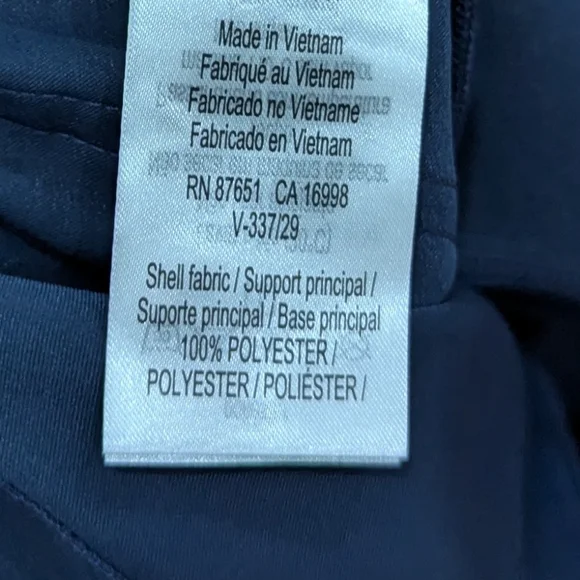 Made in Vietnam
Fabriqué au Vietnam
Fabricado no Vietname
Fabricado en Vietnam
RN 87651 CA 16998
V-337/29
Shell fabric / Support principal /
Suporte principal / Base principal
100% POLYESTER /
POLYESTER / POLIÉSTER /